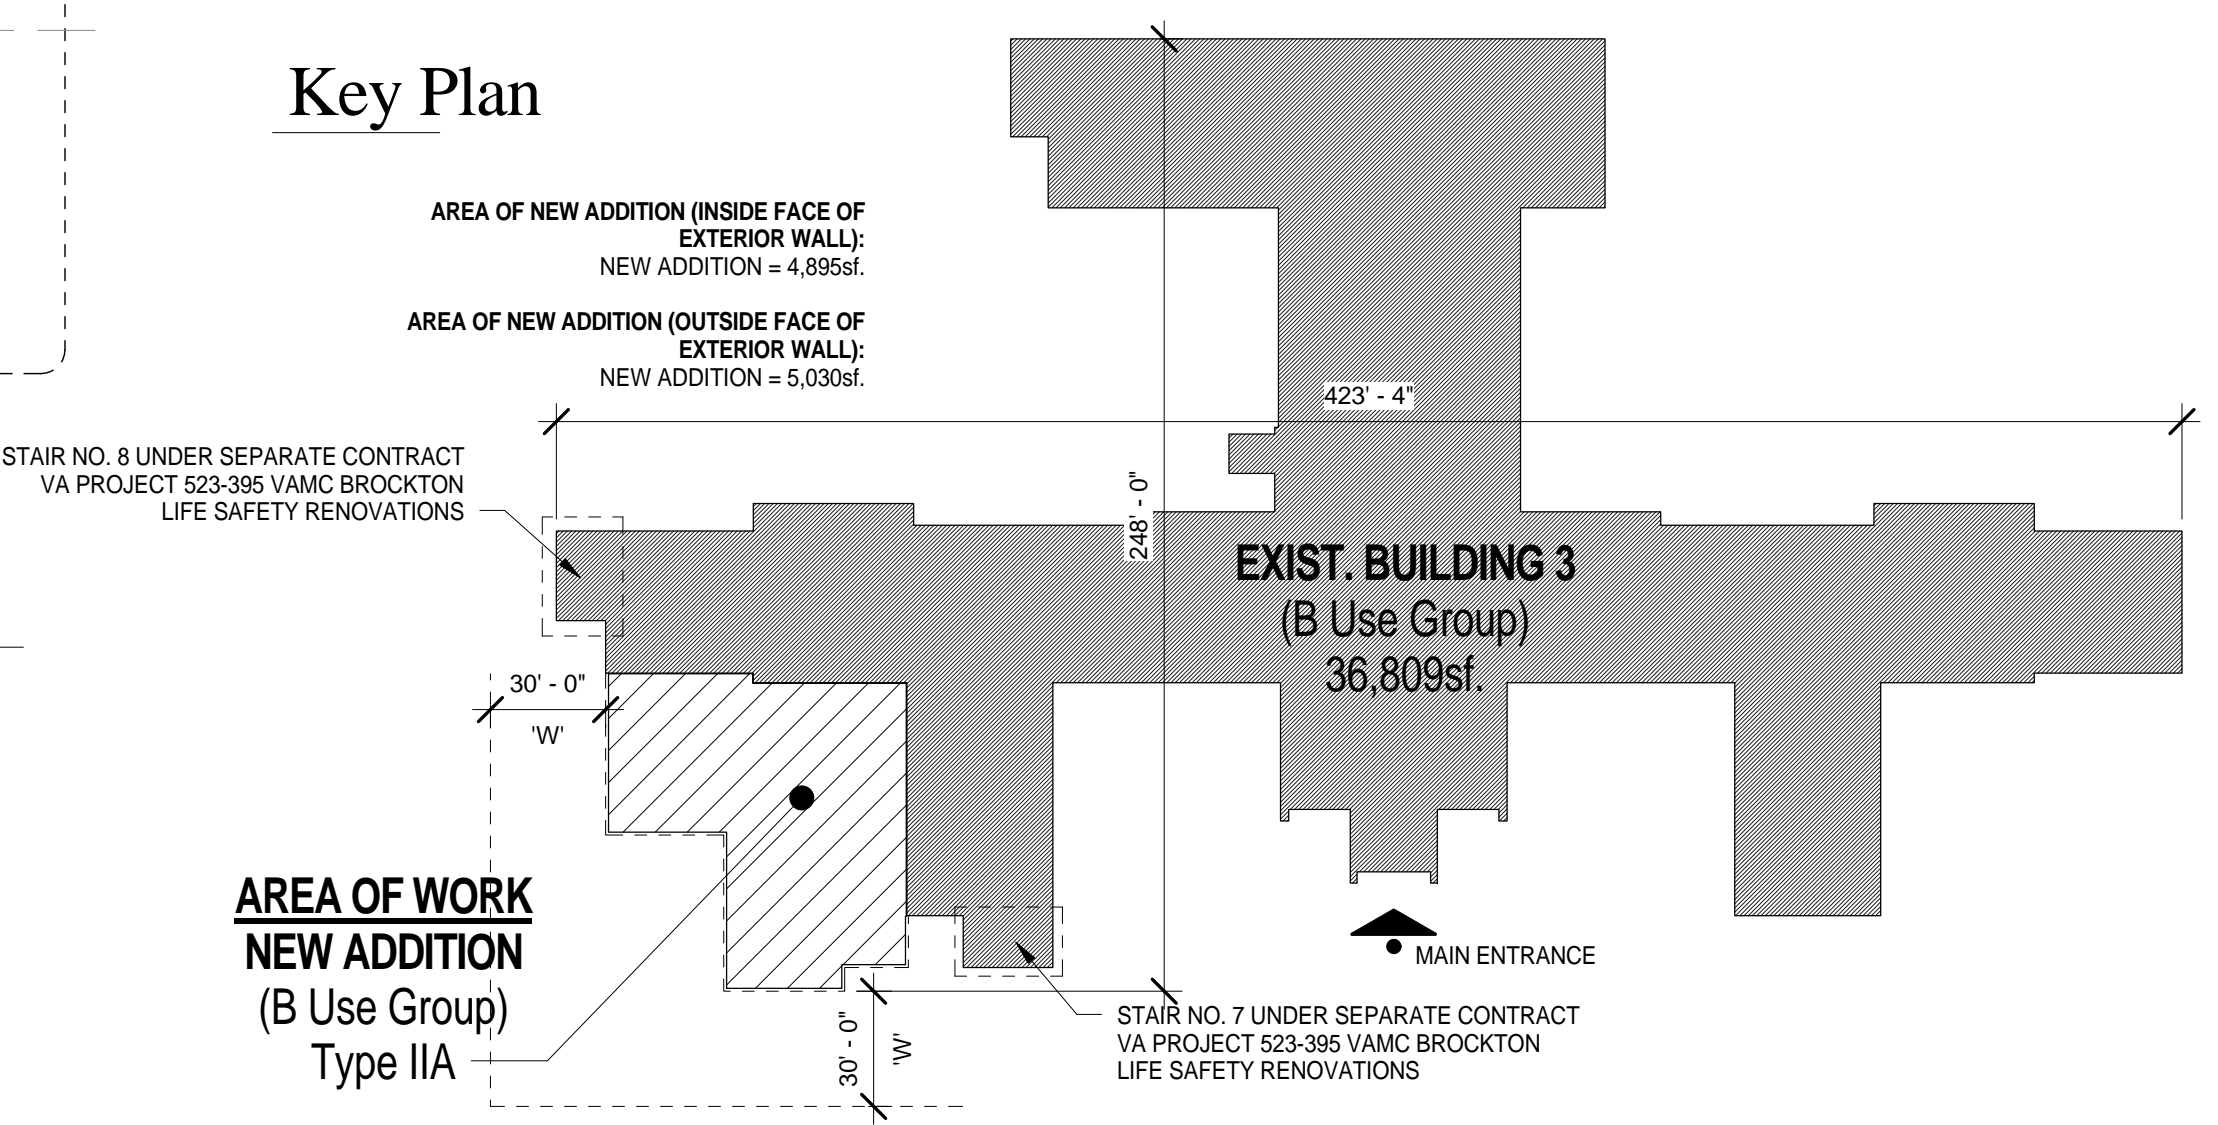 Key Plan
AREA OF NEW ADDITION (INSIDE FACE OF
EXTERIOR WALL):
NEW ADDITION = 4,895sf.
AREA OF NEW ADDITION (OUTSIDE FACE OF
EXTERIOR WALL):
NEW ADDITION = 5,030sf.
423' - 4"
STAIR NO. 8 UNDER SEPARATE CONTRACT
VA PROJECT 523-395 VAMC BROCKTON
LIFE SAFETY RENOVATIONS
248' - 0"
EXIST. BUILDING 3
(B Use Group)
36,809sf.
30' - 0"
'W'
AREA OF WORK
NEW ADDITION
(B Use Group)
Type IIA
MAIN ENTRANCE
30' - 0"
'W'
STAIR NO. 7 UNDER SEPARATE CONTRACT
VA PROJECT 523-395 VAMC BROCKTON
LIFE SAFETY RENOVATIONS